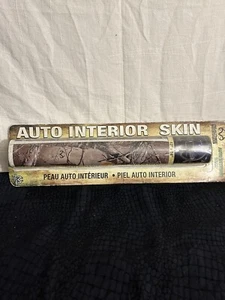 AUTO INTERIOR SKIN
PEAU AUTO INTÉRIEUR • PIEL AUTO INTERIOR